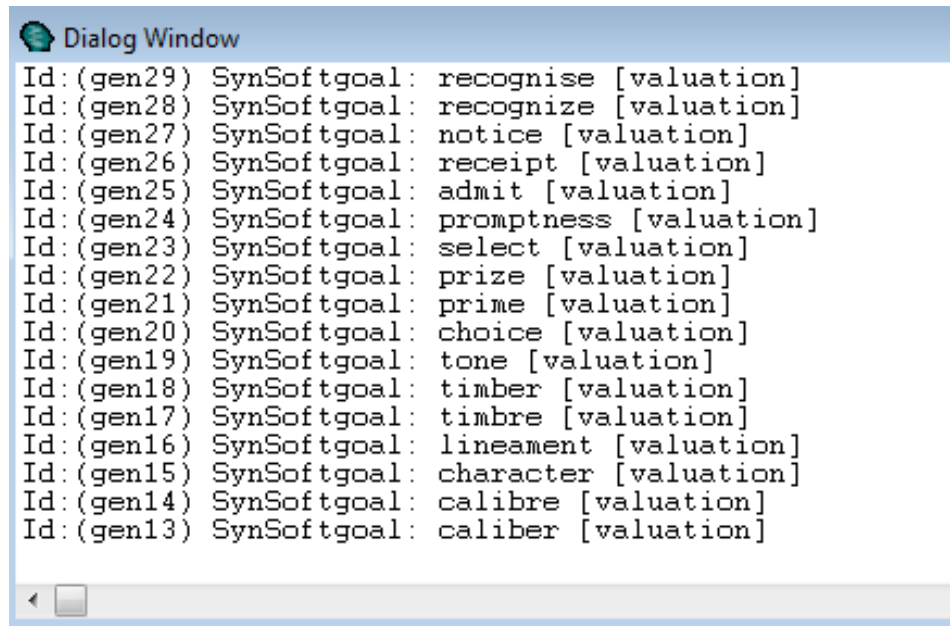 Dialog Window
Id:(gen29) SynSoftgoal: recognise [valuation]
Id:(gen28) SynSoftgoal: recognize [valuation]
Id:(gen27) SynSoftgoal: notice [valuation]
Id:(gen26) SynSoftgoal: receipt [valuation]
Id:(gen25) SynSoftgoal: admit [valuation]
Id:(gen24) SynSoftgoal: promptness [valuation]
Id:(gen23) SynSoftgoal: select [valuation]
Id:(gen22) SynSoftgoal: prize [valuation]
Id:(gen21) SynSoftgoal: prime [valuation]
Id:(gen20) SynSoftgoal: choice [valuation]
Id:(gen19) SynSoftgoal: tone [valuation]
Id:(gen18) SynSoftgoal: timber [valuation]
Id:(gen17) SynSoftgoal: timbre [valuation]
Id:(gen16) SynSoftgoal: lineament [valuation]
Id:(gen15) SynSoftgoal: character [valuation]
Id:(gen14) SynSoftgoal: calibre [valuation]
Id:(gen13) SynSoftgoal: caliber [valuation]